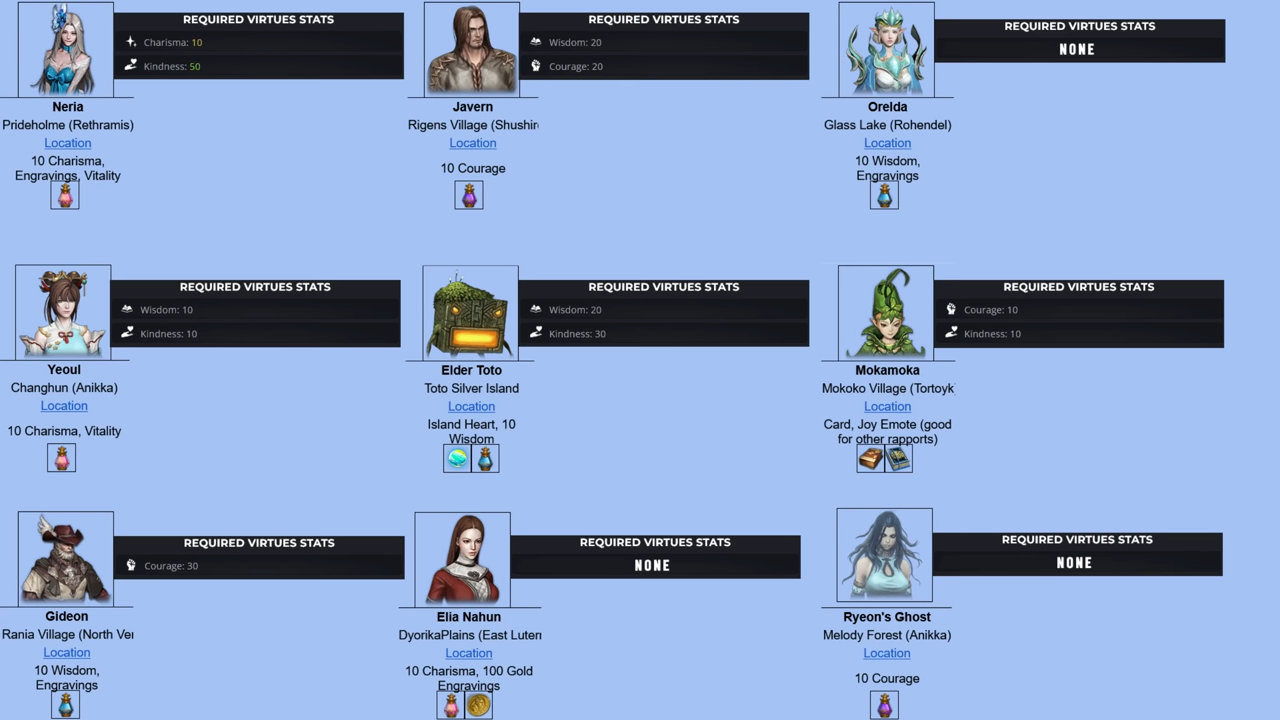 REQUIRED VIRTUES STATS
Charisma: 10
Kindness: 50
Neria
Prideholme (Rethramis)
Location
10 Charisma,
Engravings, Vitality
REQUIRED VIRTUES STATS
Wisdom: 20
Courage: 20
Javern
Rigens Village (Shushir
Location
10 Courage
REQUIRED VIRTUES STATS
NONE
Orelda
Glass Lake (Rohendel)
Location
10 Wisdom,
Engravings
REQUIRED VIRTUES STATS
Wisdom: 10
Kindness: 10
Yeoul
Changhun (Anikka)
Location
10 Charisma, Vitality
REQUIRED VIRTUES STATS
Wisdom: 20
Kindness: 30
Elder Toto
Toto Silver Island
Location
Island Heart, 10
Wisdom
REQUIRED VIRTUES STATS
Courage: 10
Kindness: 10
Mokamoka
Mokoko Village (Tortoyk
Location
Card, Joy Emote (good
for other rapports)
REQUIRED VIRTUES STATS
Courage: 30
Gideon
Rania Village (North Ver
Location
10 Wisdom,
Engravings
REQUIRED VIRTUES STATS
NONE
Elia Nahun
DyorikaPlains (East Lutern
Location
10 Charisma, 100 Gold
Engravings
REQUIRED VIRTUES STATS
NONE
Ryeon's Ghost
Melody Forest (Anikka)
Location
10 Courage